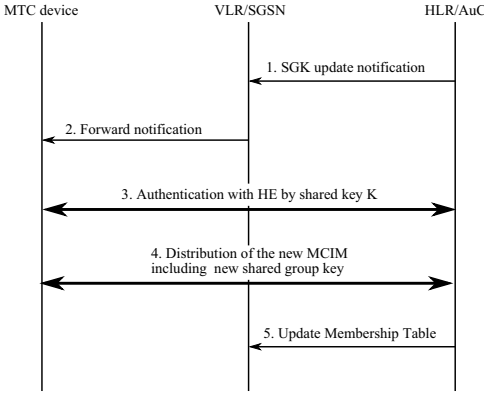 MTC device
VLR/SGSN
HLR/AuC
1. SGK update notification
2. Forward notification
3. Authentication with HE by shared key K
4. Distribution of the new MCIM
including new shared group key
5. Update Membership Table